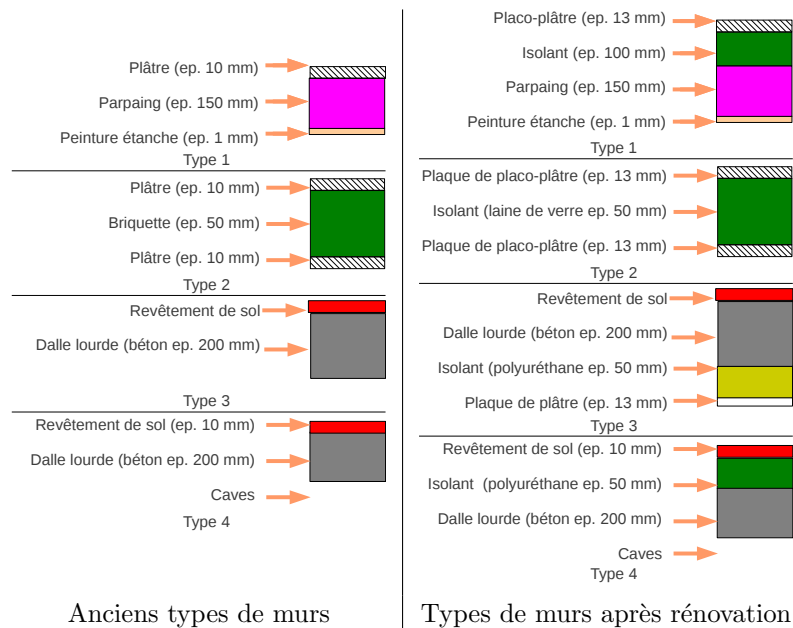 Plâtre (ep. 10 mm)
Parpaing (ep. 150 mm)
Peinture étanche (ep. 1 mm)
Type 1
Plâtre (ep. 10 mm)
Briquette (ep. 50 mm)
Plâtre (ep. 10 mm)
Type 2
Revêtement de sol
Dalle lourde (béton ep. 200 mm)
Type 3
Revêtement de sol (ep. 10 mm)
Dalle lourde (béton ep. 200 mm)
Caves
Type 4
Anciens types de murs
Placo-plâtre (ep. 13 mm)
Isolant (ep. 100 mm)
Parpaing (ep. 150 mm)
Peinture étanche (ep. 1 mm)
Type 1
Plaque de placo-plâtre (ep. 13 mm)
Isolant (laine de verre ep. 50 mm)
Plaque de placo-plâtre (ep. 13 mm)
Type 2
Revêtement de sol
Dalle lourde (béton ep. 200 mm)
Isolant (polyuréthane ep. 50 mm)
Plaque de plâtre (ep. 13 mm)
Type 3
Revêtement de sol (ep. 10 mm)
Isolant (polyuréthane ep. 50 mm)
Dalle lourde (béton ep. 200 mm)
Caves
Type 4
Types de murs après rénovation